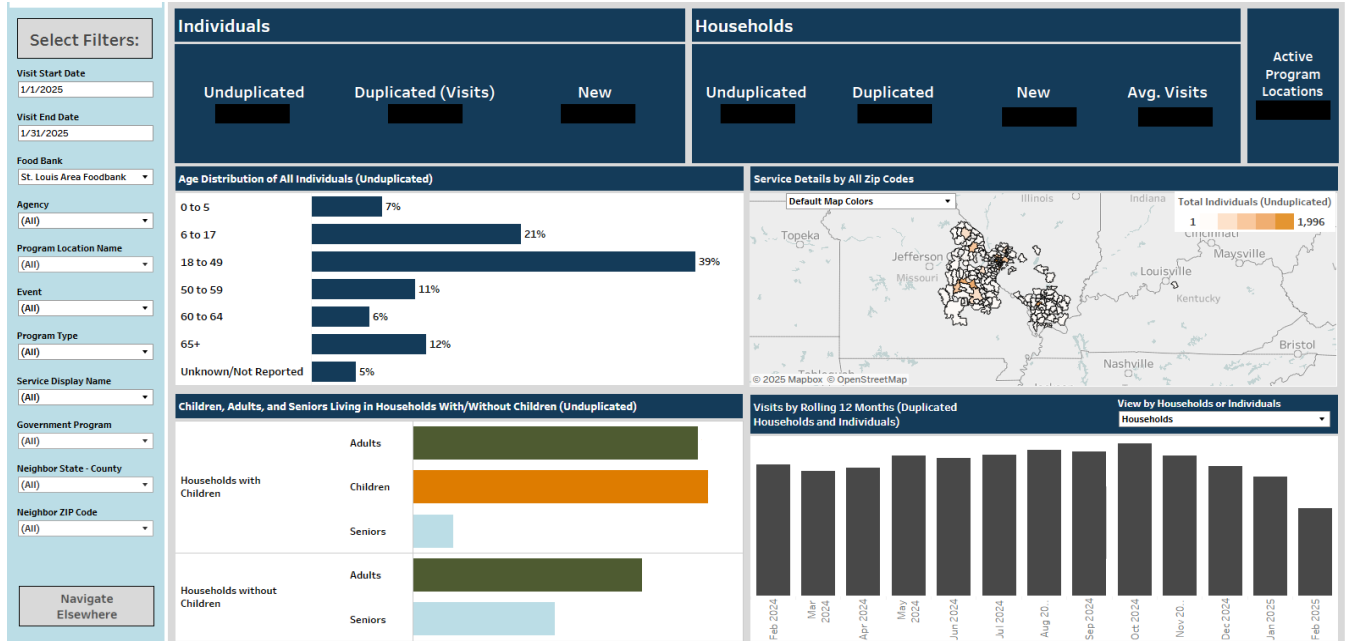 Select Filters:
Visit Start Date
1/1/2025
Visit End Date
1/31/2025
Food Bank
St. Louis Area Foodbank
Agency
(All)
Program Location Name
(All)
Event
(All)
Program Type
(All)
Service Display Name
(All)
Government Program
(All)
Neighbor State - County
(All)
Neighbor ZIP Code
(All)
Navigate
Elsewhere
Individuals
Unduplicated
Duplicated (Visits)
New
Households
Unduplicated
Duplicated
New
Avg. Visits
Active
Program
Locations
Age Distribution of All Individuals (Unduplicated)
0 to 5
7%
6 to 17
21%
18 to 49
39%
50 to 59
11%
60 to 64
6%
65+
12%
Unknown/Not Reported
5%
Service Details by All Zip Codes
Default Map Colors
Total Individuals (Unduplicated)
1
1,996
Illinois
Indiana
Topeka
Jefferson
Missouri
Cincinnati
Maysville
Louisville
Kentucky
Bristol
Nashville
© 2025 Mapbox © OpenStreetMap
Children, Adults, and Seniors Living in Households With/Without Children (Unduplicated)
Households with
Children
Adults
Children
Seniors
Households without
Children
Adults
Seniors
Visits by Rolling 12 Months (Duplicated
Households and Individuals)
View by Households or Individuals
Households
Feb 2024
Mar
2024
Apr 2024
May
2024
Jun 2024
Jul 2024
Aug 20..
Sep 2024
Oct 2024
Nov 20..
Dec 2024
Jan 2025
Feb 2025